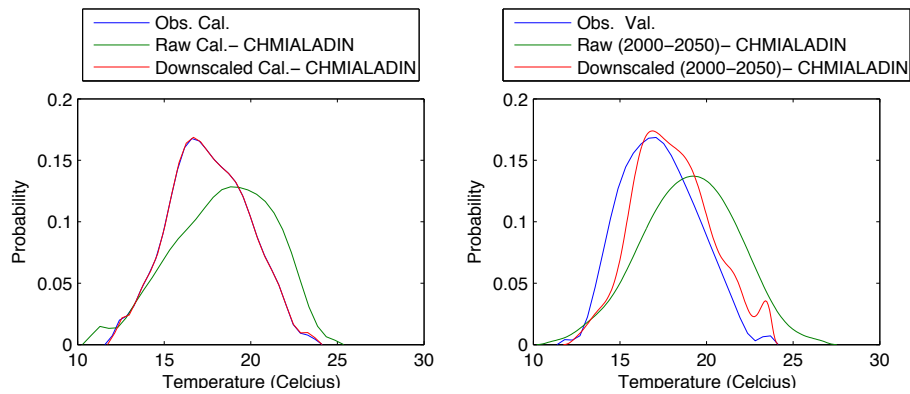 Obs. Cal.
Raw Cal.− CHMIALADIN
Downscaled Cal.− CHMIALADIN
0.2
0.15
0.1
0.05
0
Probability
10
15
20
25
30
Temperature (Celcius)
Obs. Val.
Raw (2000−2050)− CHMIALADIN
Downscaled (2000−2050)− CHMIALADIN
0.2
0.15
0.1
0.05
0
Probability
10
15
20
25
30
Temperature (Celcius)